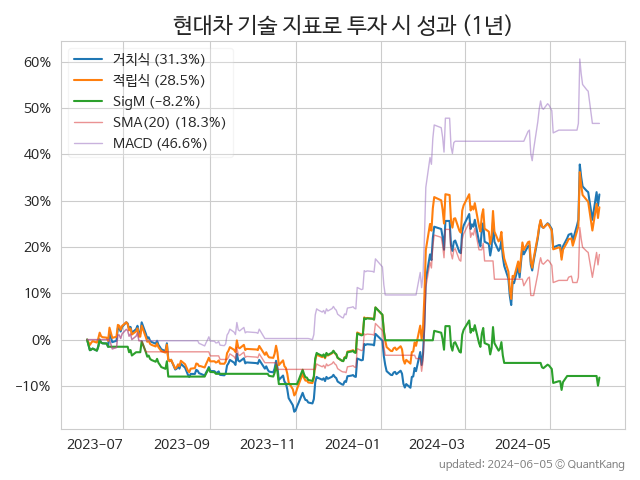 현대차 기술 지표로 투자 시 성과 (1년)
거치식 (31.3%)
적립식 (28.5%)
SigM (−8.2%)
SMA(20) (18.3%)
MACD (46.6%)
60%
50%
40%
30%
20%
10%
0%
−10%
2023−07 2023−09 2023−11 2024−01 2024−03 2024−05
updated: 2024-06-05 ⓒ QuantKang